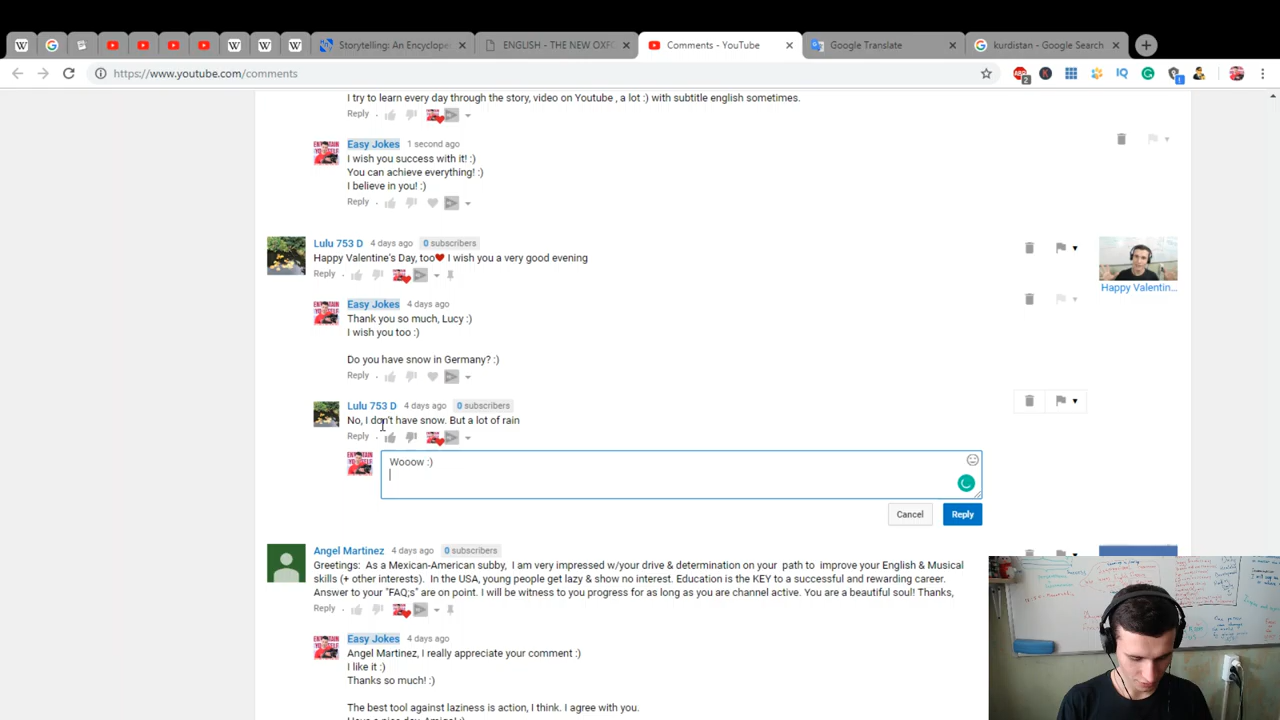 Storytelling: An Encyclope
ENGLISH - THE NEW OXF
Comments - YouTube
Google Translate
kurdistan - Google Search
https://www.youtube.com/comments
I try to learn every day through the story, video on Youtube , a lot :) with subtitle english sometimes.
Reply
Easy Jokes 1 second ago
I wish you success with it! :)
You can achieve everything! :)
I believe in you! :)
Reply
Lulu 753 D 4 days ago 0 subscribers
Happy Valentine's Day, too❤ I wish you a very good evening
Reply
Happy Valentin...
Easy Jokes 4 days ago
Thank you so much, Lucy :)
I wish you too :)
Do you have snow in Germany? :)
Reply
Lulu 753 D 4 days ago 0 subscribers
No, I don't have snow. But a lot of rain
Reply
Wooow :)
Cancel Reply
Angel Martinez 4 days ago 0 subscribers
Greetings: As a Mexican-American subby, I am very impressed w/your drive & determination on your path to improve your English & Musical
skills (+ other interests). In the USA, young people get lazy & show no interest. Education is the KEY to a successful and rewarding career.
Answer to your "FAQ;s" are on point. I will be witness to you progress for as long as you are channel active. You are a beautiful soul! Thanks,
Reply
Easy Jokes 4 days ago
Angel Martinez, I really appreciate your comment :)
I like it :)
Thanks so much! :)
The best tool against laziness is action, I think. I agree with you.
Have a nice day, Amigo! :)